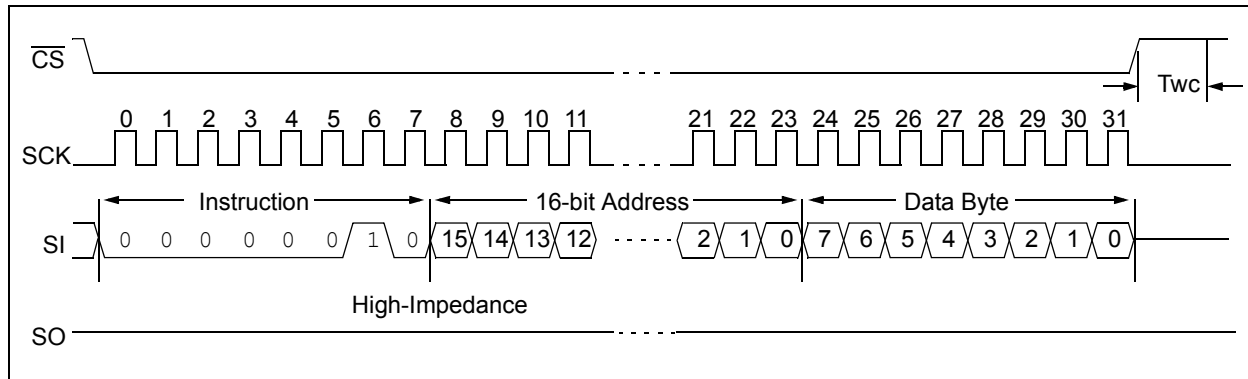 CS
Twc
0 1 2 3 4 5 6 7 8 9 10 11 21 22 23 24 25 26 27 28 29 30 31
SCK
Instruction 16-bit Address Data Byte
SI 0 0 0 0 0 0 1 0 15 14 13 12 2 1 0 7 6 5 4 3 2 1 0
High-Impedance
SO